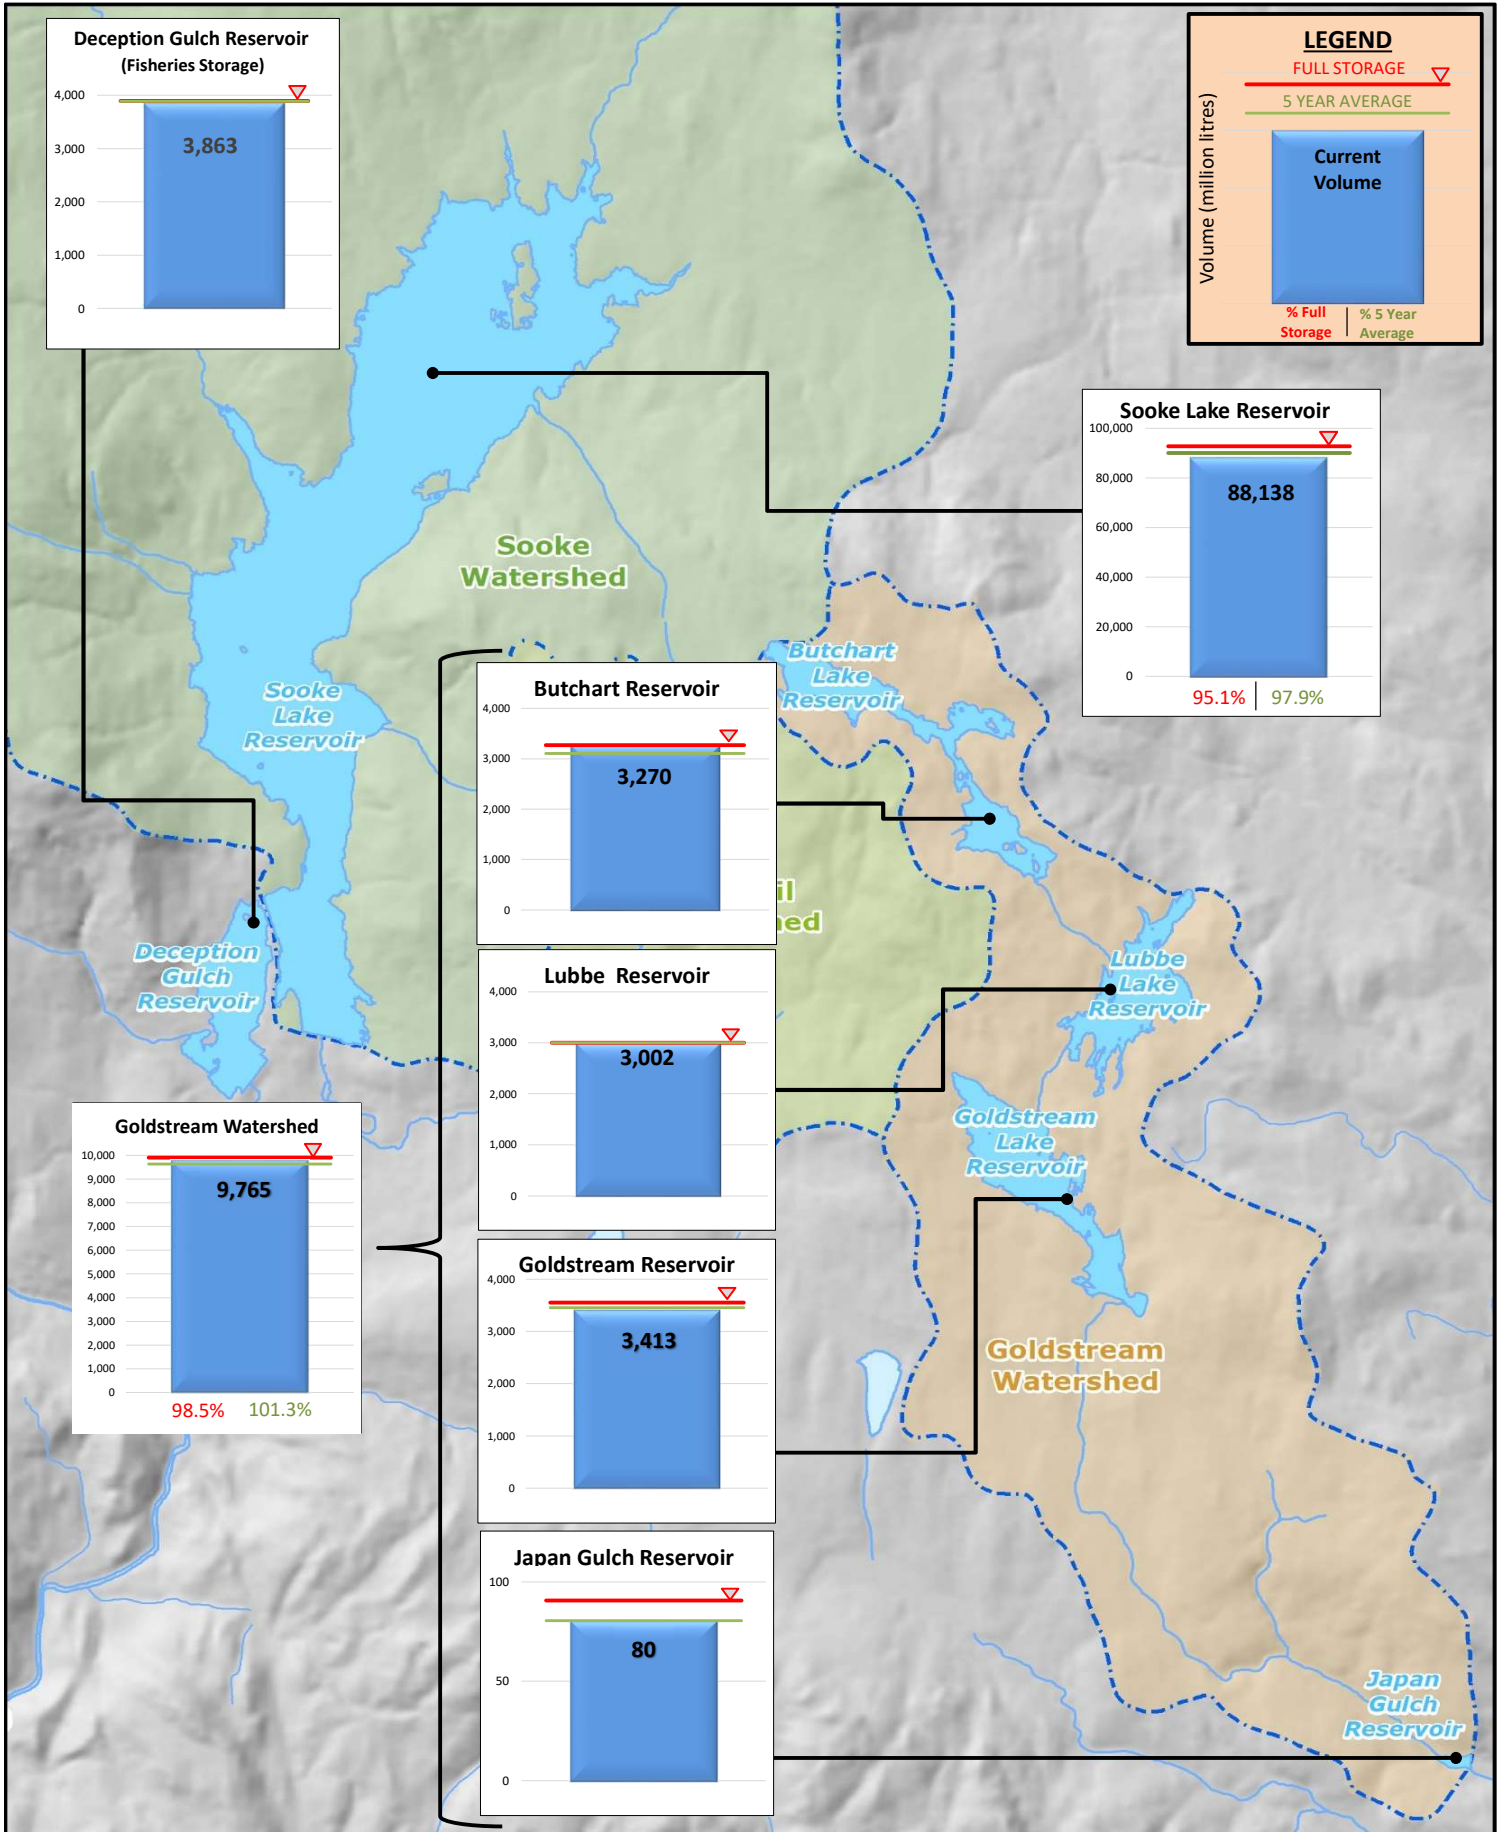 Deception Gulch Reservoir
(Fisheries Storage)
4,000
3,000
2,000
1,000
0
3,863
LEGEND
FULL STORAGE
5 YEAR AVERAGE
Volume (million litres)
Current
Volume
% Full
Storage
% 5 Year
Average
Sooke Lake Reservoir
100,000
80,000
60,000
40,000
20,000
0
88,138
95.1%
97.9%
Sooke
Watershed
Sooke
Lake
Reservoir
Butchart
Lake
Reservoir
Butchart Reservoir
4,000
3,000
2,000
1,000
0
3,270
il
ed
Deception
Gulch
Reservoir
Lubbe Reservoir
4,000
3,000
2,000
1,000
0
3,002
Lubbe
Lake
Reservoir
Goldstream Watershed
10,000
9,000
8,000
7,000
6,000
5,000
4,000
3,000
2,000
1,000
0
9,765
98.5%
101.3%
Goldstream
Lake
Reservoir
Goldstream Reservoir
4,000
3,000
2,000
1,000
0
3,413
Goldstream
Watershed
Japan Gulch Reservoir
100
50
0
80
Japan
Gulch
Reservoir